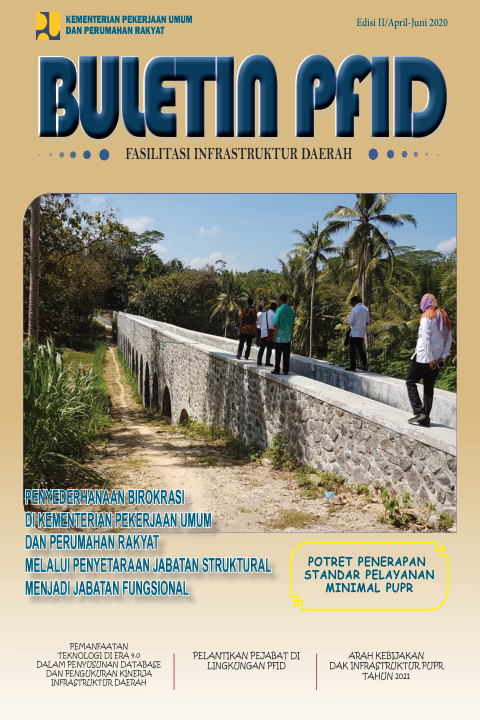 KEMENTERIAN PEKERJAAN UMUM
DAN PERUMAHAN RAKYAT
Edisi II/April-Juni 2020
BULETIN PFID
FASILITASI INFRASTRUKTUR DAERAH
PENYEDERHANAAN BIROKRASI
DI KEMENTERIAN PEKERJAAN UMUM
DAN PERUMAHAN RAKYAT
MELALUI PENYETARAAN JABATAN STRUKTURAL
MENJADI JABATAN FUNGSIONAL
POTRET PENERAPAN
STANDAR PELAYANAN
MINIMAL PUPR
PEMANFAATAN
TEKNOLOGI DI ERA 4.0
DALAM PENYUSUNAN DATABASE
DAN PENGUKURAN KINERJA
INFRASTRUKTUR DAERAH
PELANTIKAN PEJABAT DI
LINGKUNGAN PFID
ARAH KEBIJAKAN
DAK INFRASTRUKTUR PUPR
TAHUN 2021